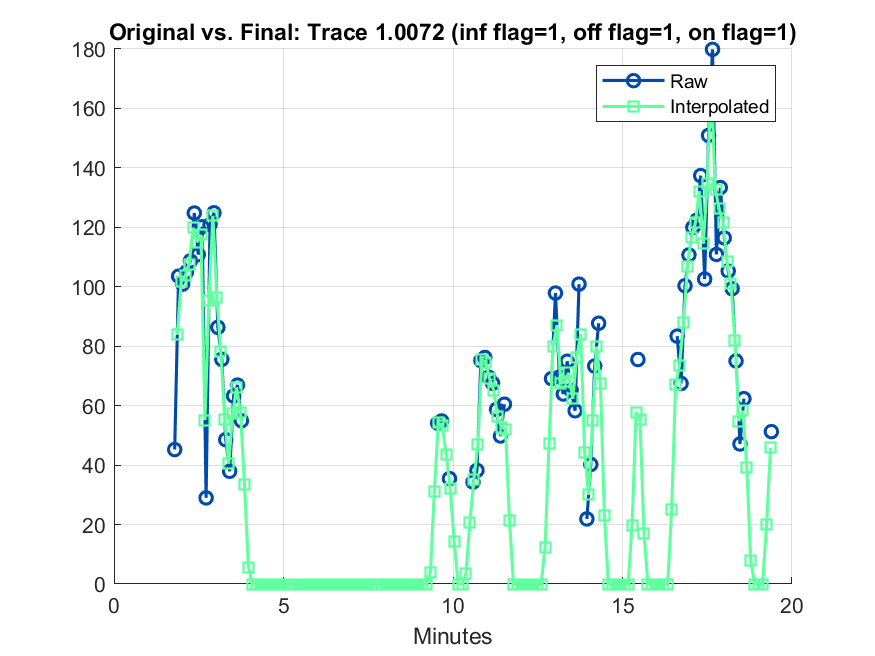 Original vs. Final: Trace 1.0072 (inf flag=1, off flag=1, on flag=1)
180
160
140
120
100
80
60
40
20
0
Raw
Interpolated
0 5 10 15 20
Minutes